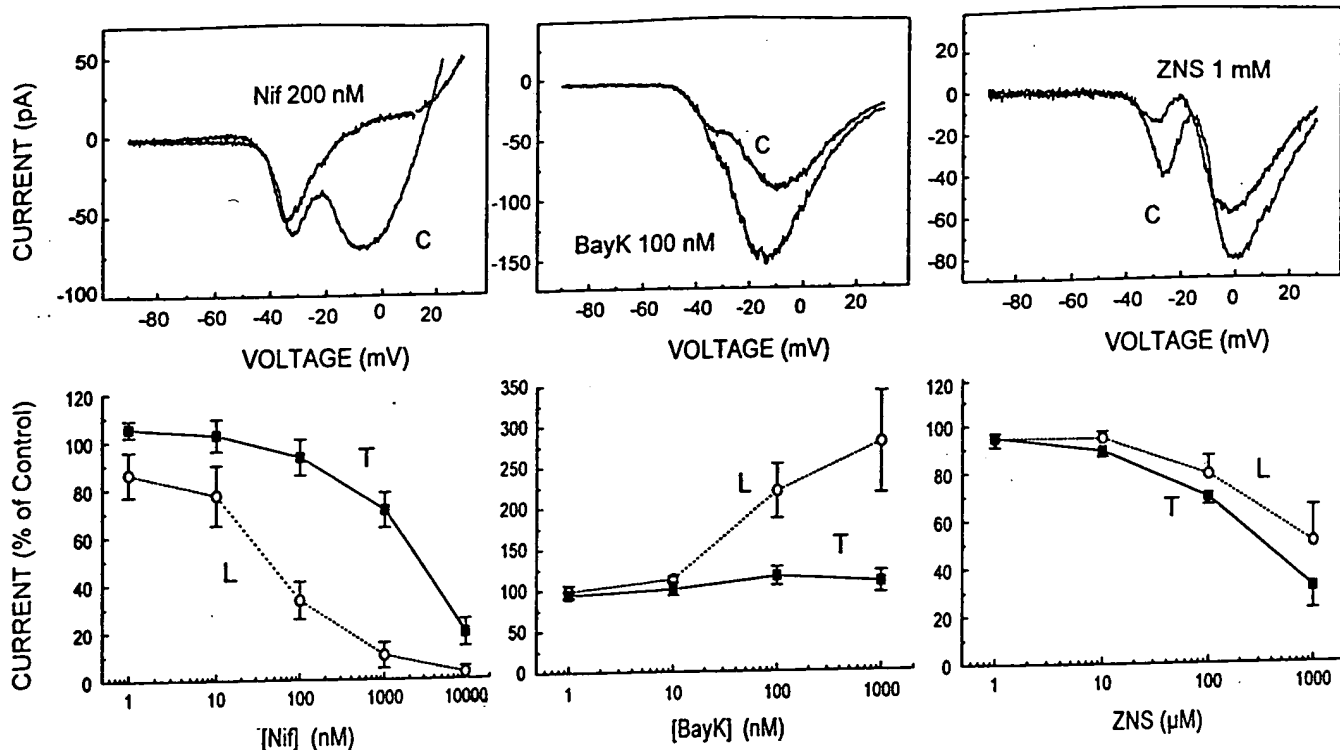 CURRENT (pA)
50
0
-50
-100
Nif 200 nM
C
-80 -60 -40 -20 0 20
VOLTAGE (mV)
0
-50
-100
-150
C
BayK 100 nM
-80 -60 -40 -20 0 20
VOLTAGE (mV)
20
0
-20
-40
-60
-80
ZNS 1 mM
C
-80 -60 -40 -20 0 20
VOLTAGE (mV)
CURRENT (% of Control)
120
100
80
60
40
20
0
T
L
1 10 100 1000 10000
[Nif] (nM)
350
300
250
200
150
100
50
0
L
T
1 10 100 1000
[BayK] (nM)
120
100
80
60
40
20
0
L
T
1 10 100 1000
ZNS (µM)